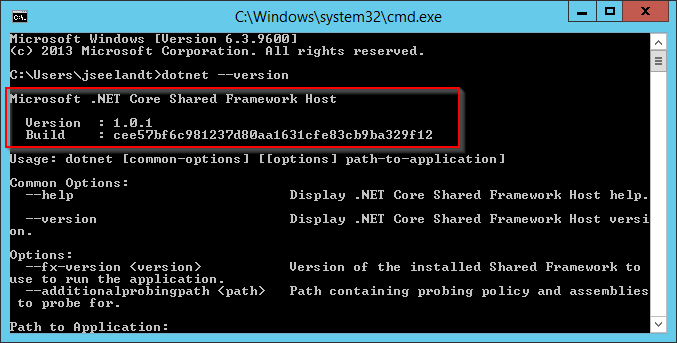 C:\Windows\system32\cmd.exe
Microsoft Windows [Version 6.3.9600]
(c) 2013 Microsoft Corporation. All rights reserved.
C:\Users\jseelandt>dotnet --version
Microsoft .NET Core Shared Framework Host
Version : 1.0.1
Build : cee57bf6c981237d80aa1631cfe83cb9ba329f12
Usage: dotnet [common-options] [[options] path-to-application]
Common Options:
--help Display .NET Core Shared Framework Host help.
--version Display .NET Core Shared Framework Host versi
on.
Options:
--fx-version <version> Version of the installed Shared Framework to
use to run the application.
--additionalprobingpath <path> Path containing probing policy and assemblies
to probe for.
Path to Application: